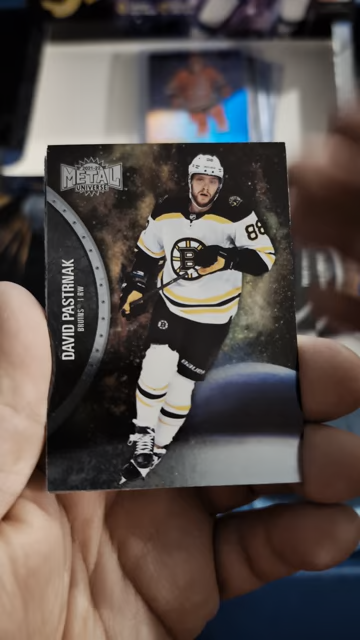 METAL
UNIVERSE
DAVID PASTRNAK
BRUINS - RW
88
B
BAUER
B